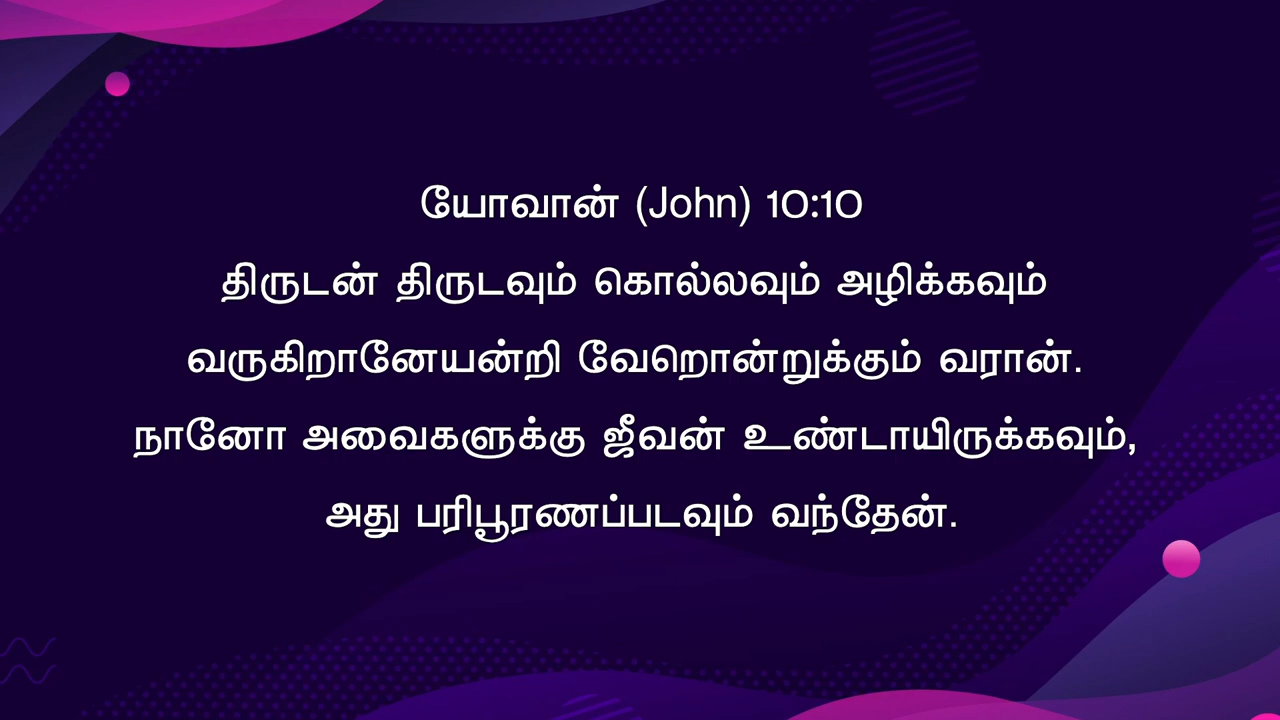 யோவான் (John) 10:10
திருடன் திருடவும் கொல்லவும் அழிக்கவும்
வருகிறானேயன்றி வேறொன்றுக்கும் வரான்.
நானோ அவைகளுக்கு ஜீவன் உண்டாயிருக்கவும்,
அது பரிபூரணப்படவும் வந்தேன்.